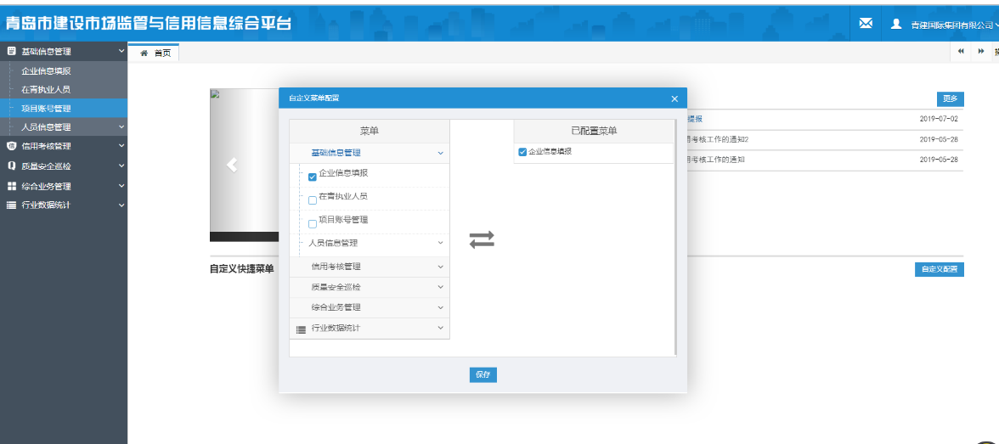 青岛市建设市场监管与信用信息综合平台
青建国际集团有限公司
基础信息管理
企业信息填报
在青执业人员
项目账号管理
人员信息管理
信用考核管理
质量安全巡检
综合业务管理
行业数据统计
首页
自定义菜单配置
菜单
基础信息管理
企业信息填报
在青执业人员
项目账号管理
人员信息管理
信用考核管理
质量安全巡检
综合业务管理
行业数据统计
已配置菜单
企业信息填报
保存
更多
提报
2019-07-02
考核工作的通知2
2019-05-28
考核工作的通知
2019-05-28
自定义快捷菜单
自定义配置